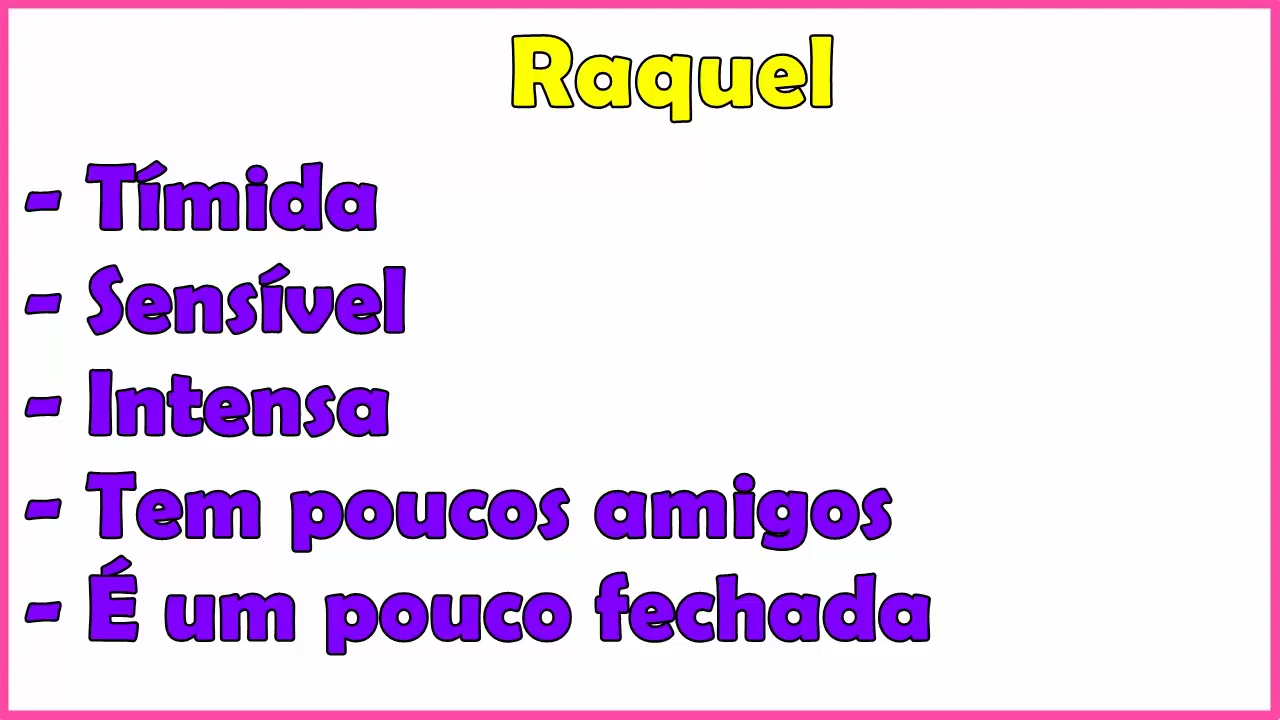 Raquel
- Tímida
- Sensível
- Intensa
- Tem poucos amigos
- É um pouco fechada